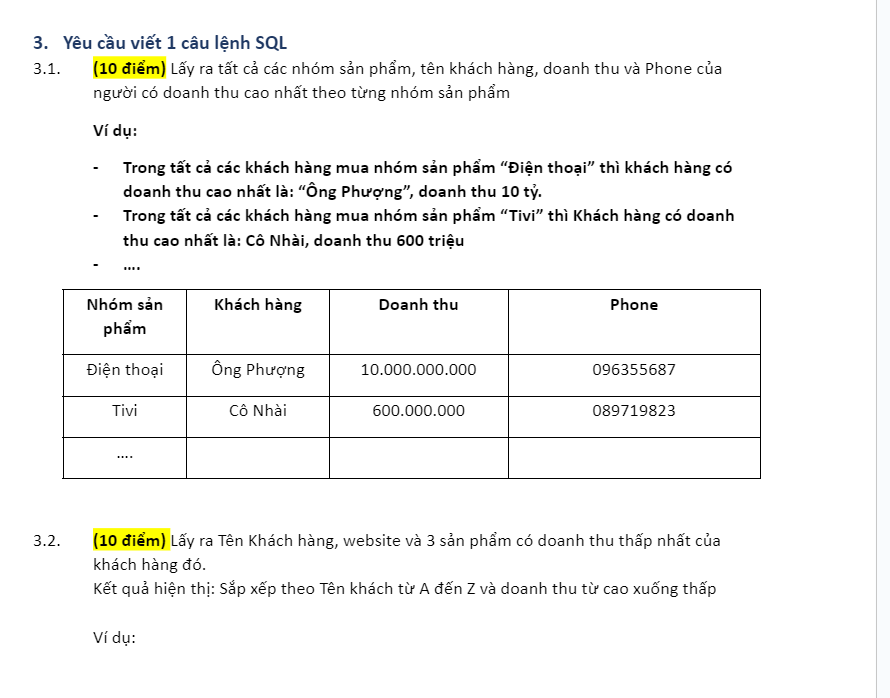 3. Yêu cầu viết 1 câu lệnh SQL
3.1. (10 điểm) Lấy ra tất cả các nhóm sản phẩm, tên khách hàng, doanh thu và Phone của
người có doanh thu cao nhất theo từng nhóm sản phẩm
Ví dụ:
- Trong tất cả các khách hàng mua nhóm sản phẩm “Điện thoại” thì khách hàng có
doanh thu cao nhất là: “Ông Phượng”, doanh thu 10 tỷ.
- Trong tất cả các khách hàng mua nhóm sản phẩm “Tivi” thì Khách hàng có doanh
thu cao nhất là: Cô Nhài, doanh thu 600 triệu
- ....
Nhóm sản phẩm Khách hàng Doanh thu Phone
Điện thoại Ông Phượng 10.000.000.000 096355687
Tivi Cô Nhài 600.000.000 089719823
....
3.2. (10 điểm) Lấy ra Tên Khách hàng, website và 3 sản phẩm có doanh thu thấp nhất của
khách hàng đó.
Kết quả hiện thị: Sắp xếp theo Tên khách từ A đến Z và doanh thu từ cao xuống thấp
Ví dụ: